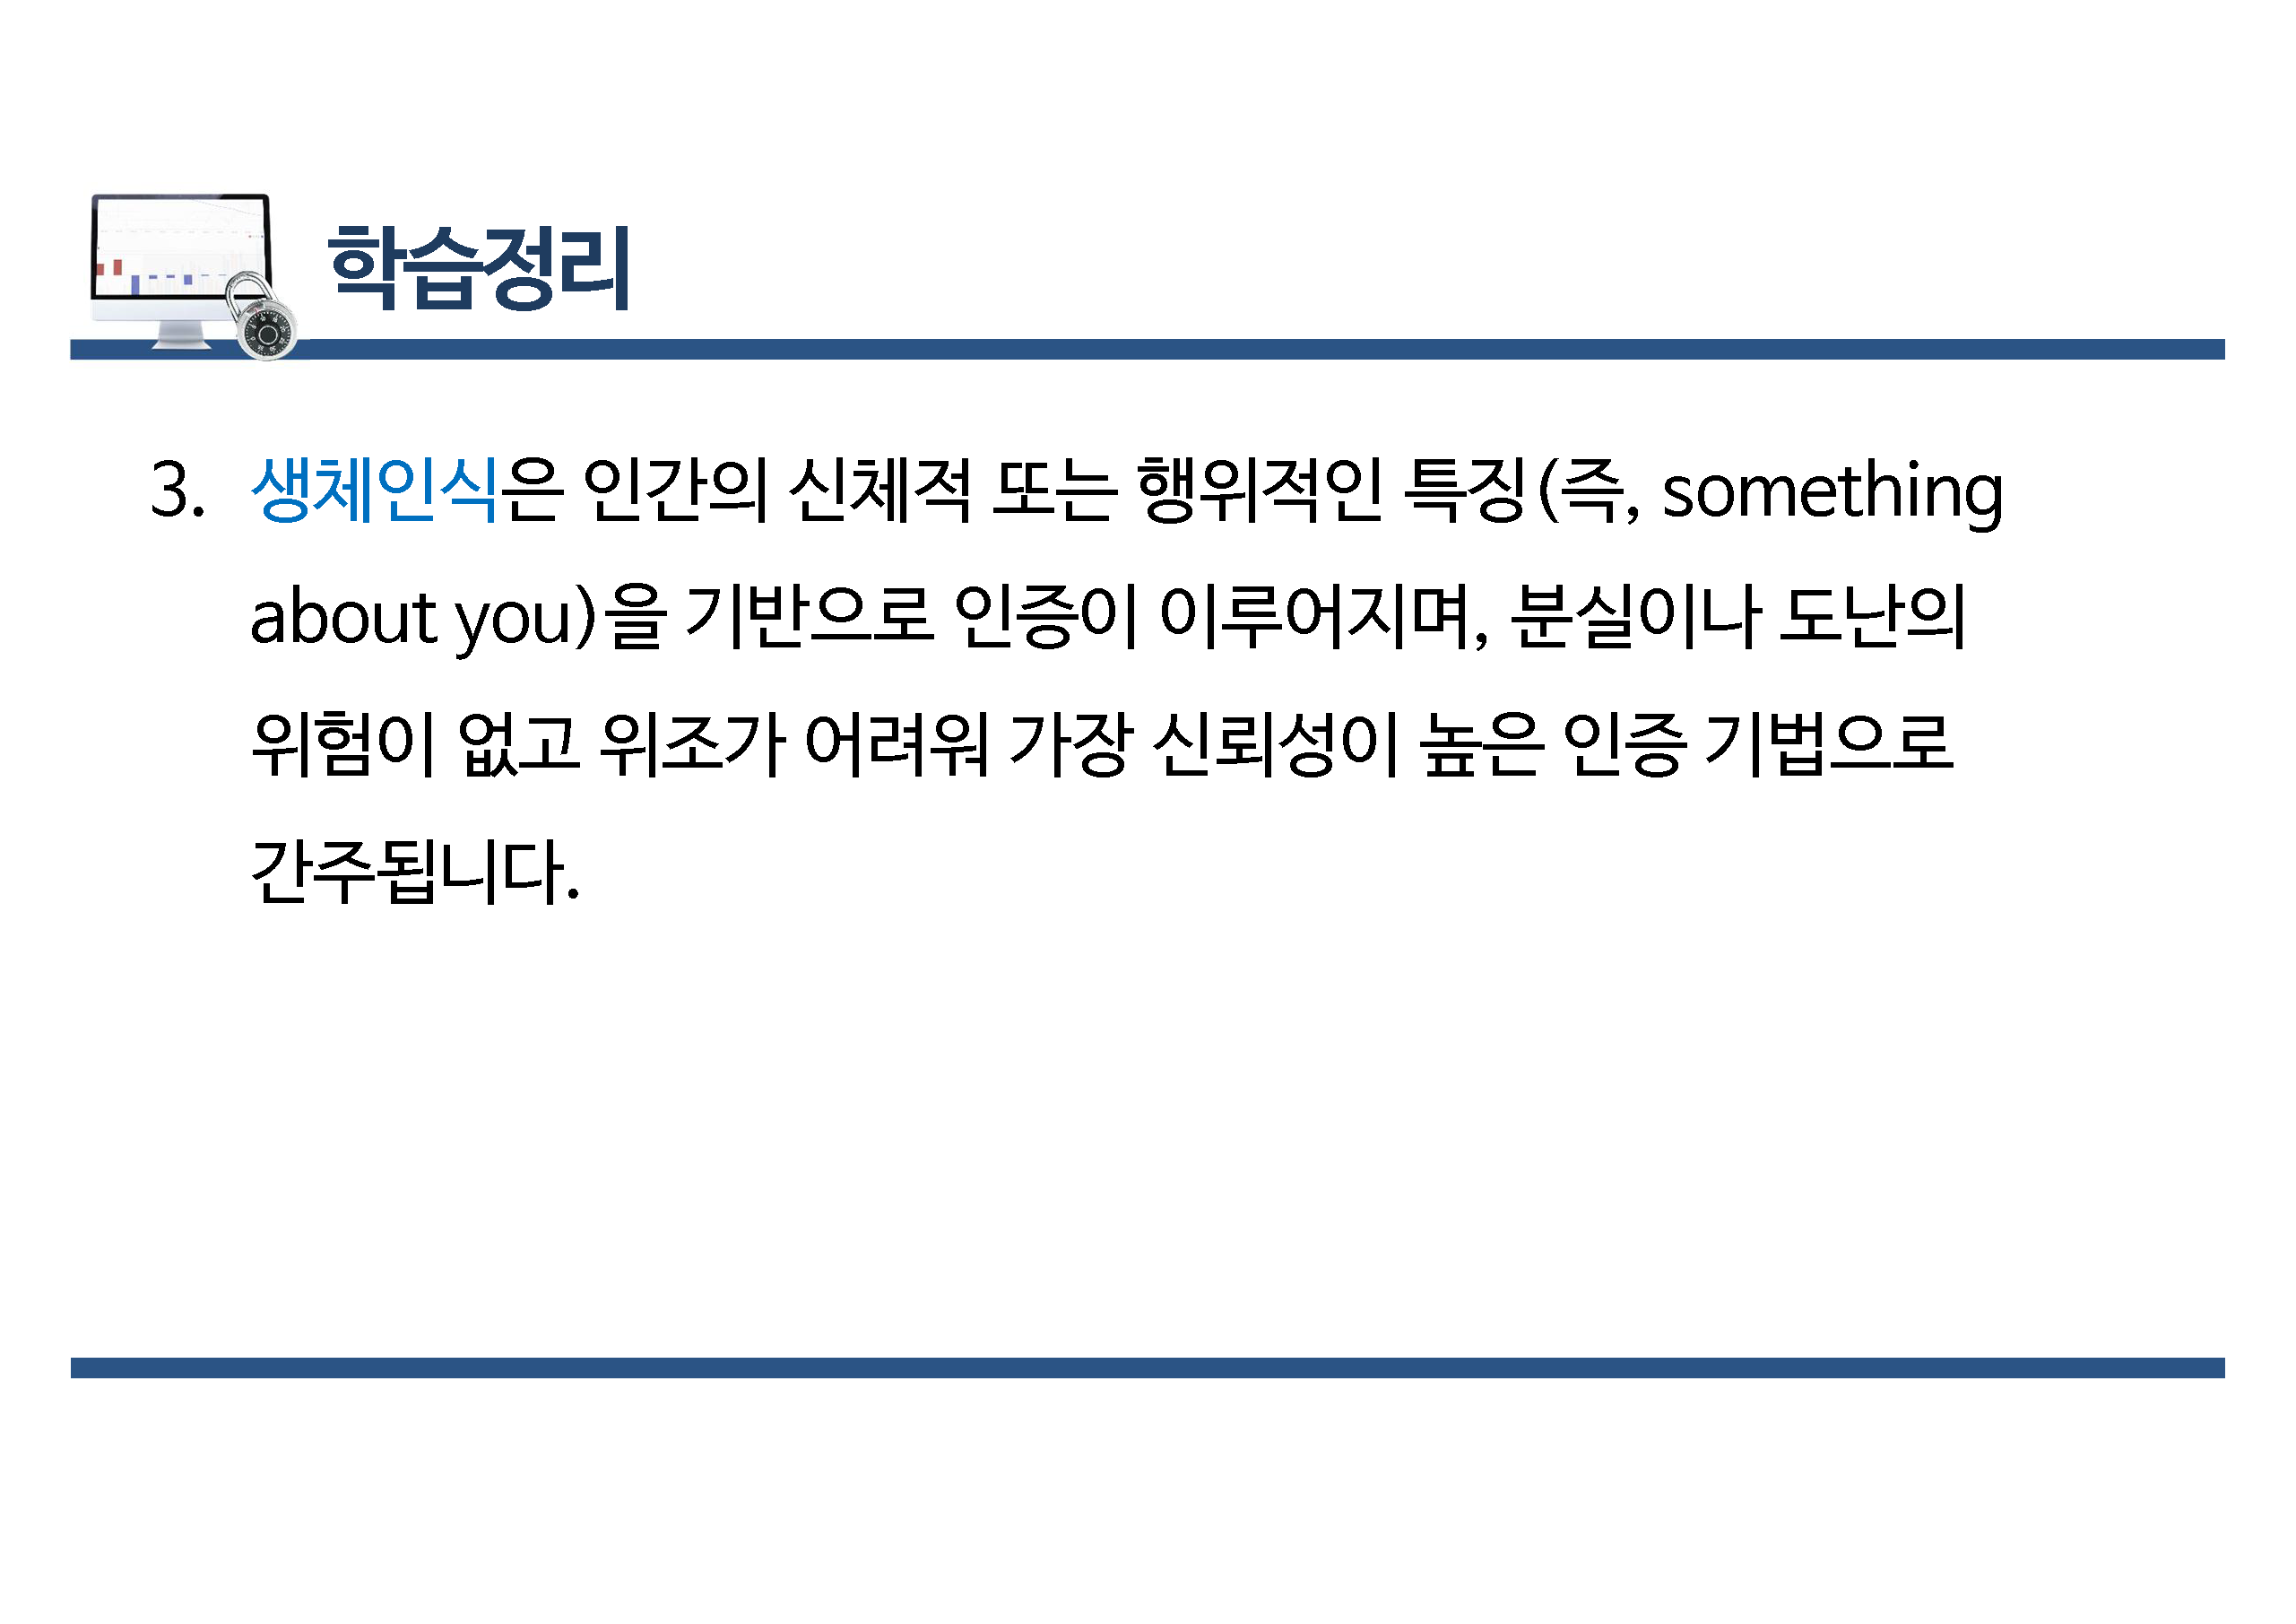 학습정리
3. 생체인식은 인간의 신체적 또는 행위적인 특징(즉, something
about you)을 기반으로 인증이 이루어지며, 분실이나 도난의
위험이 없고 위조가 어려워 가장 신뢰성이 높은 인증 기법으로
간주됩니다.